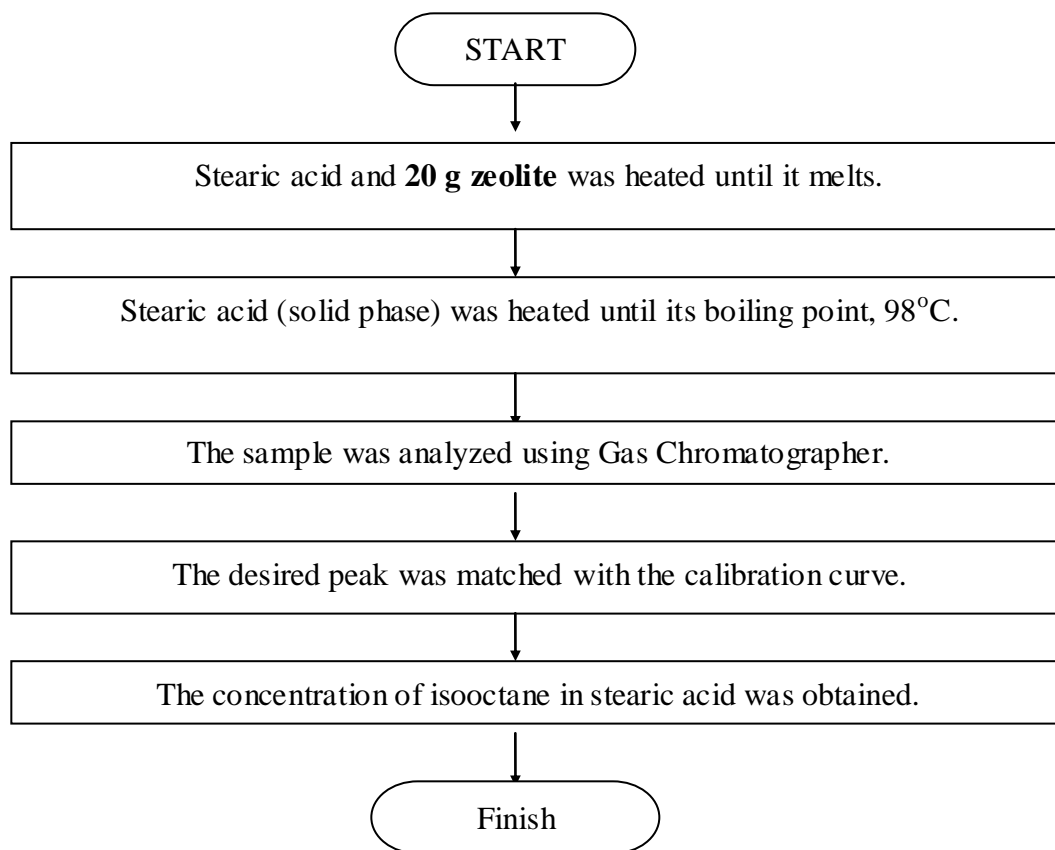 START
Stearic acid and 20 g zeolite was heated until it melts.
Stearic acid (solid phase) was heated until its boiling point, 98°C.
The sample was analyzed using Gas Chromatographer.
The desired peak was matched with the calibration curve.
The concentration of isooctane in stearic acid was obtained.
Finish